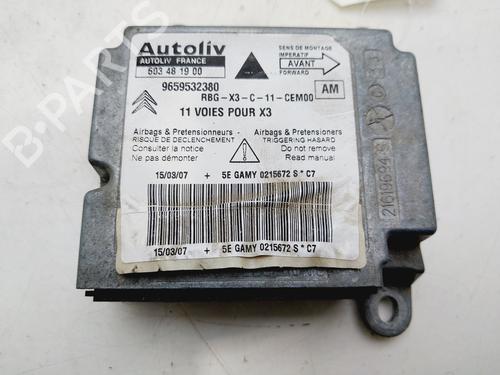 Autoliv
AUTOLIV FRANCE
603 48 19 00
SENS DE MONTAGE
IMPERATIF
AVANT
FORWARD
9659532380
AM
RBG-X3-C-11-CEM00
11 VOIES POUR X3
Airbags & Pretensionneurs
RISQUE DE DECLENCHEMENT
Consulter la notice
Ne pas démonter
Airbags & Pretensioners
TRIGGERING HASARD
Do not remove
Read manual
15/03/07 + 5E GAMY 0215672 S * C7
15/03/07 + 5E GAMY 0215672 S * C7
B-Parts